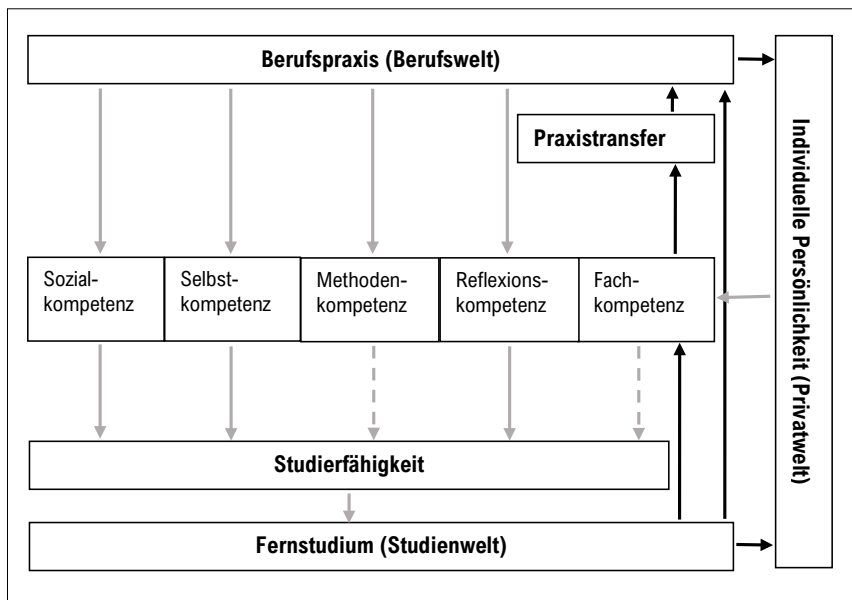 Berufspraxis (Berufswelt)
Praxistransfer
Sozial-
kompetenz
Selbst-
kompetenz
Methoden-
kompetenz
Reflexions-
kompetenz
Fach-
kompetenz
Studierfähigkeit
Fernstudium (Studienwelt)
Individuelle Persönlichkeit (Privatwelt)